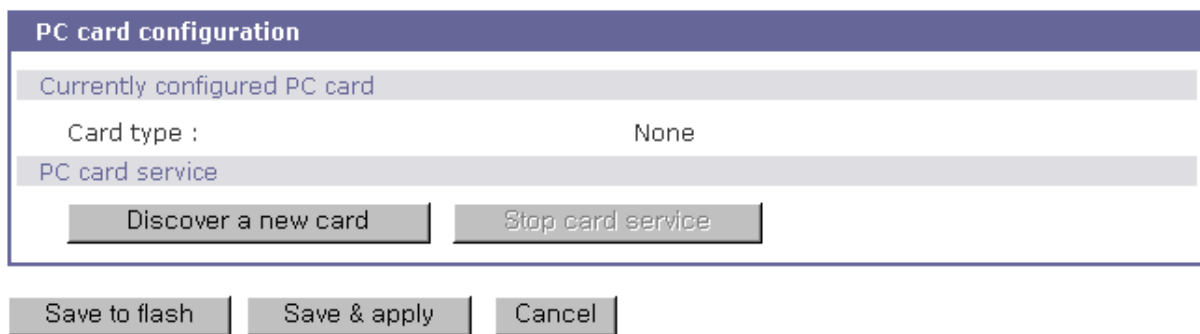 PC card configuration
Currently configured PC card
Card type : None
PC card service
Discover a new card Stop card service
Save to flash Save & apply Cancel